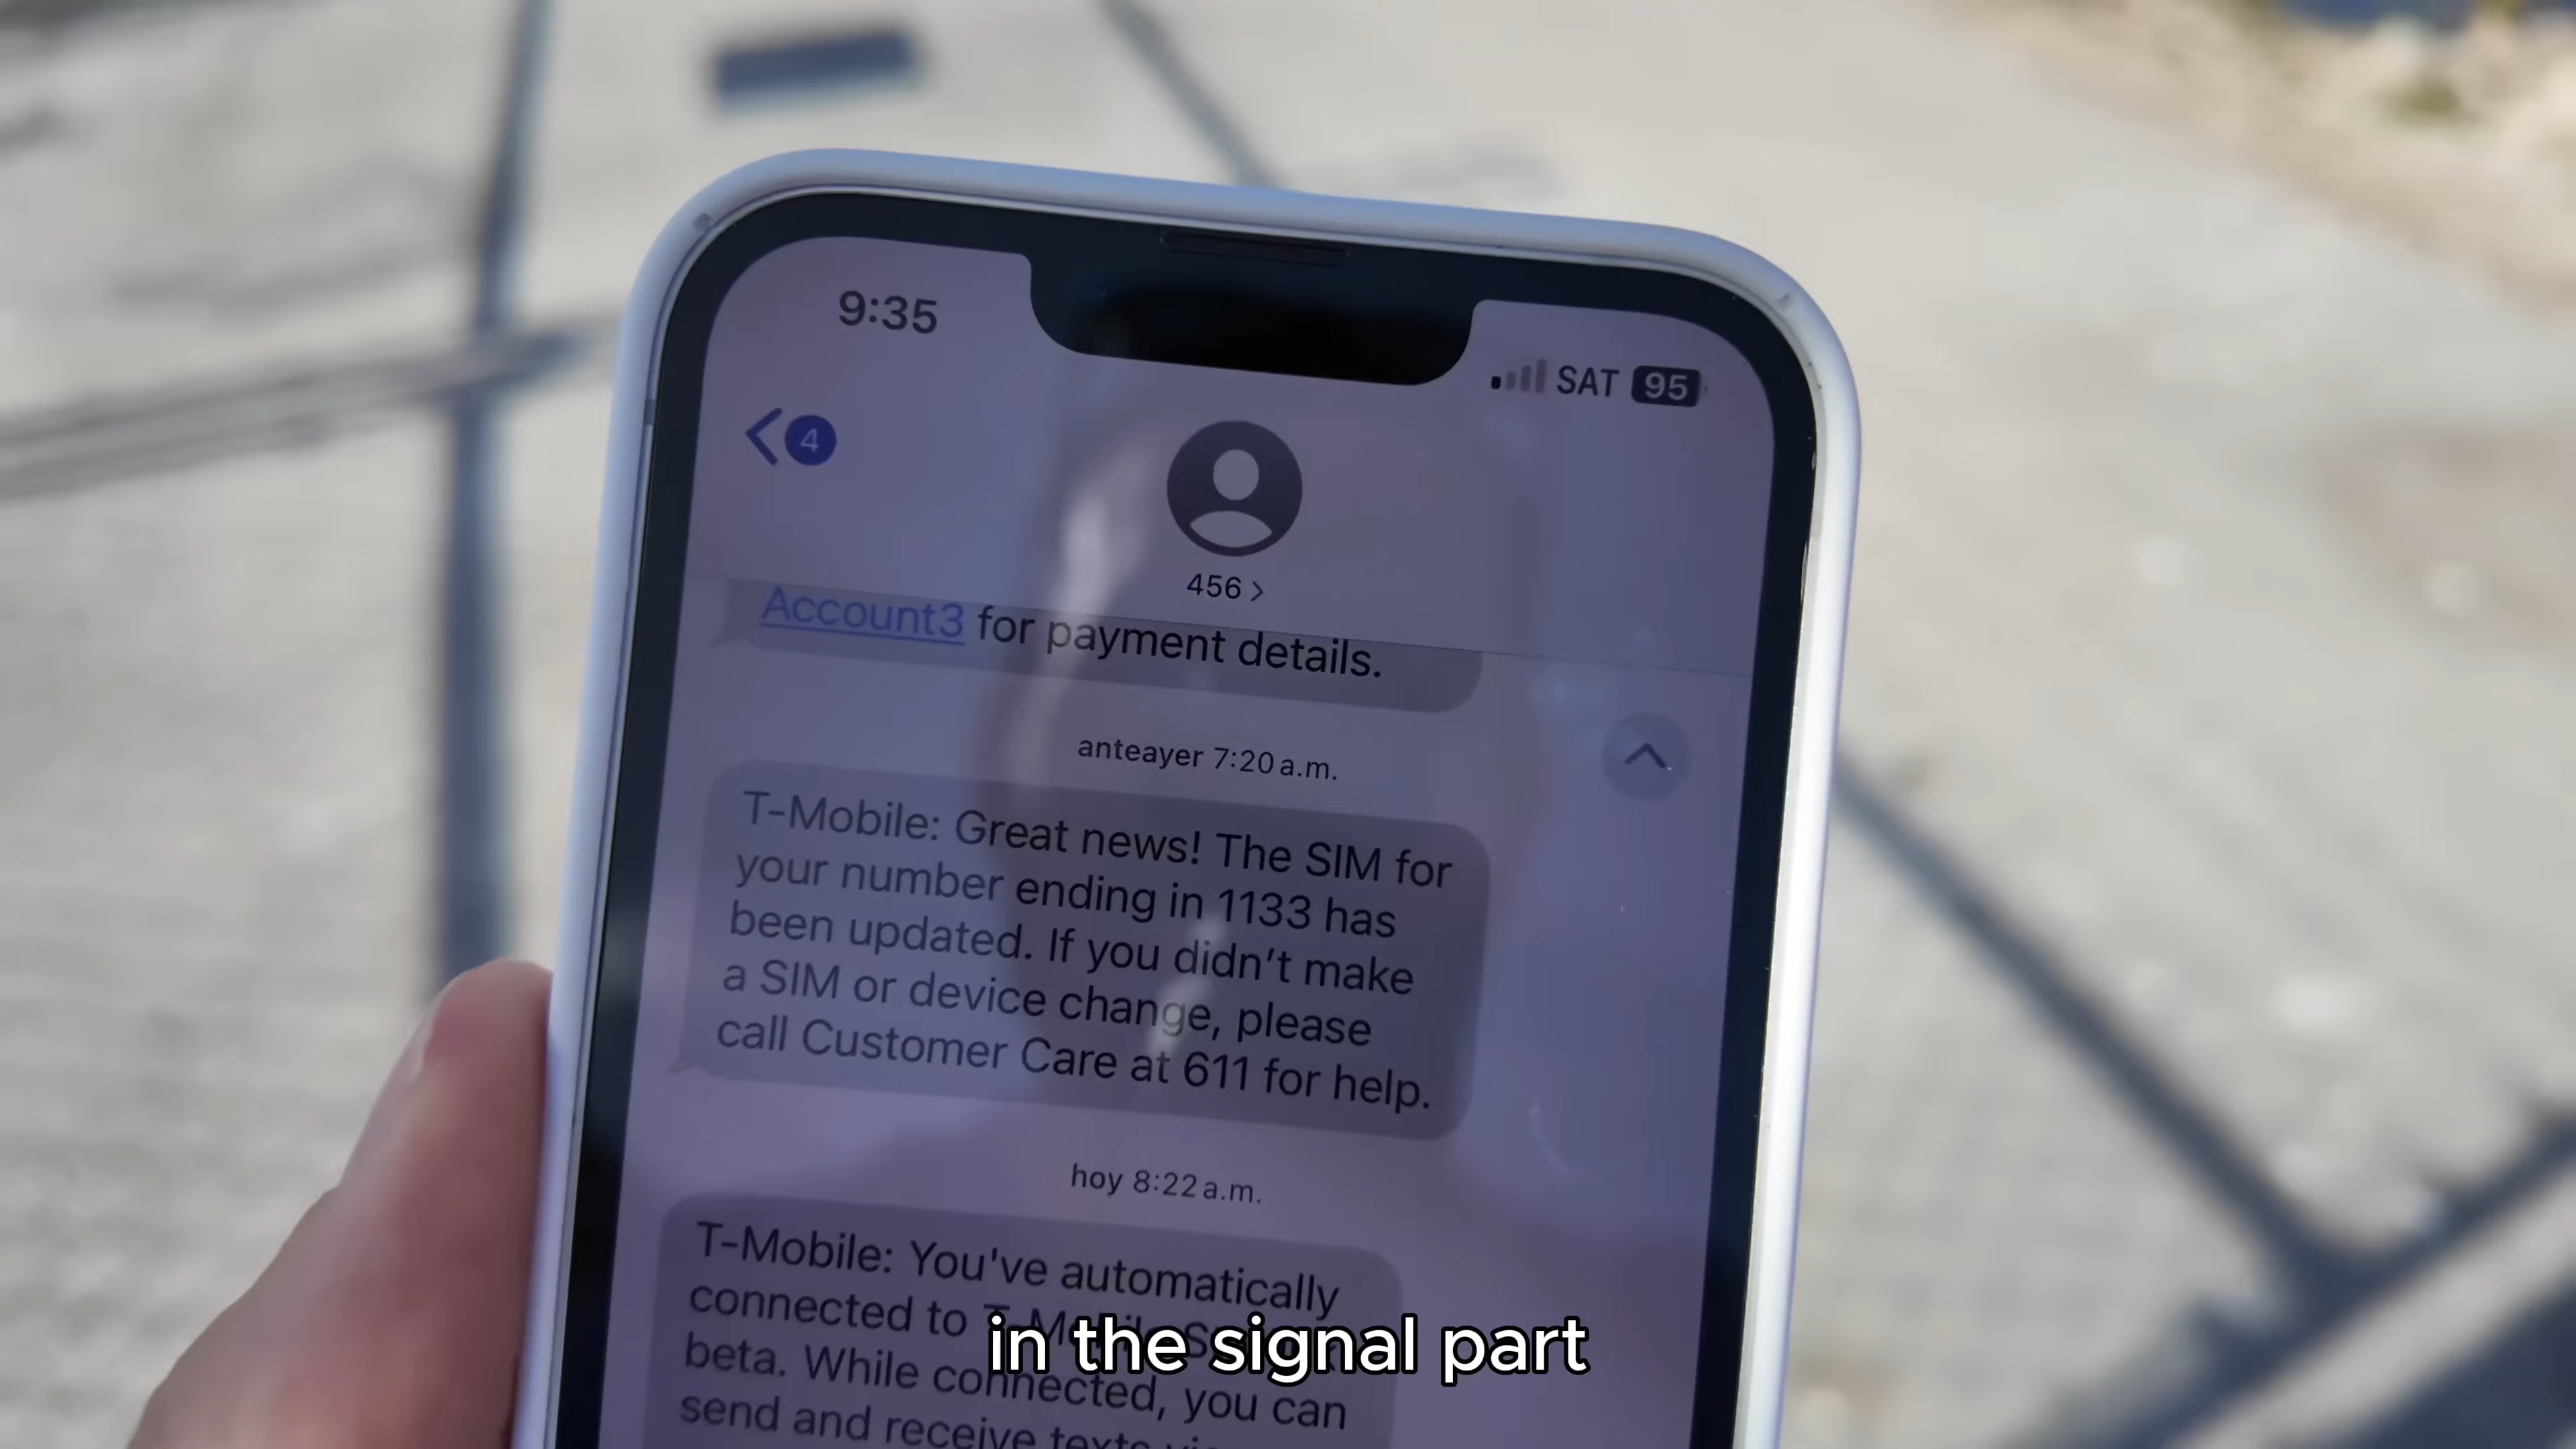 9:35
SAT 95
4
456 >
Account3 for payment details.
anteayer 7:20 a.m.
T-Mobile: Great news! The SIM for
your number ending in 1133 has
been updated. If you didn't make
a SIM or device change, please
call Customer Care at 611 for help.
hoy 8:22 a.m.
T-Mobile: You've automatically
connected to T-Mobile
beta. While connected, you can
send and receive texts
in the signal part